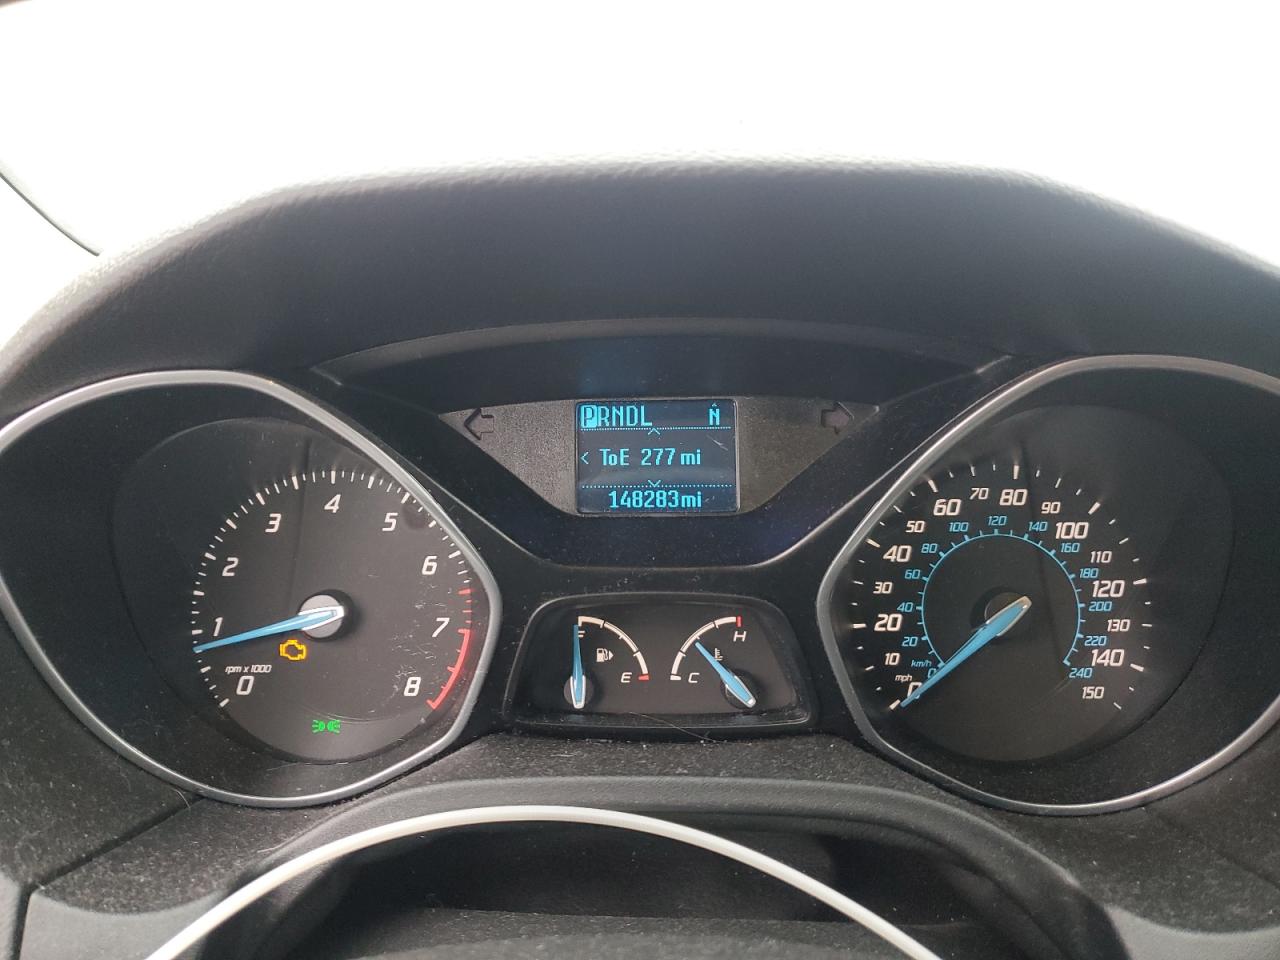 PRNDL N
< ToE 277 mi
148283mi
0 1 2 3 4 5 6 7 8
rpm x 1000
F E
C H
0 10 20 30 40 50 60 70 80 90 100 110 120 130 140 150
mph
0 20 40 60 80 100 120 140 160 180 200 220 240
km/h